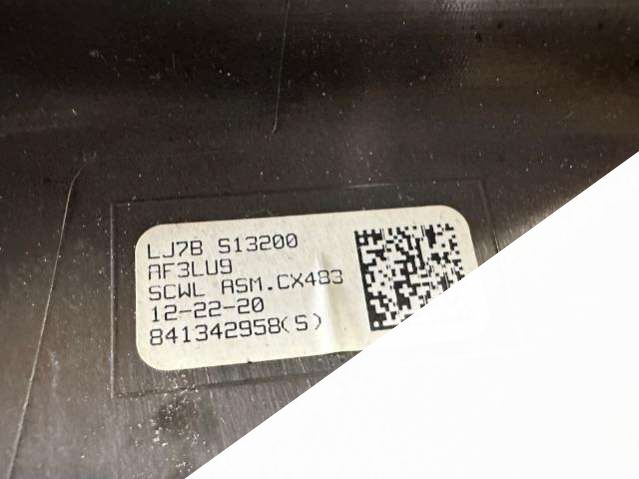 LJ7B S13200
AF3LU9
SCWL ASM.CX483
12-22-20
841342958(S)